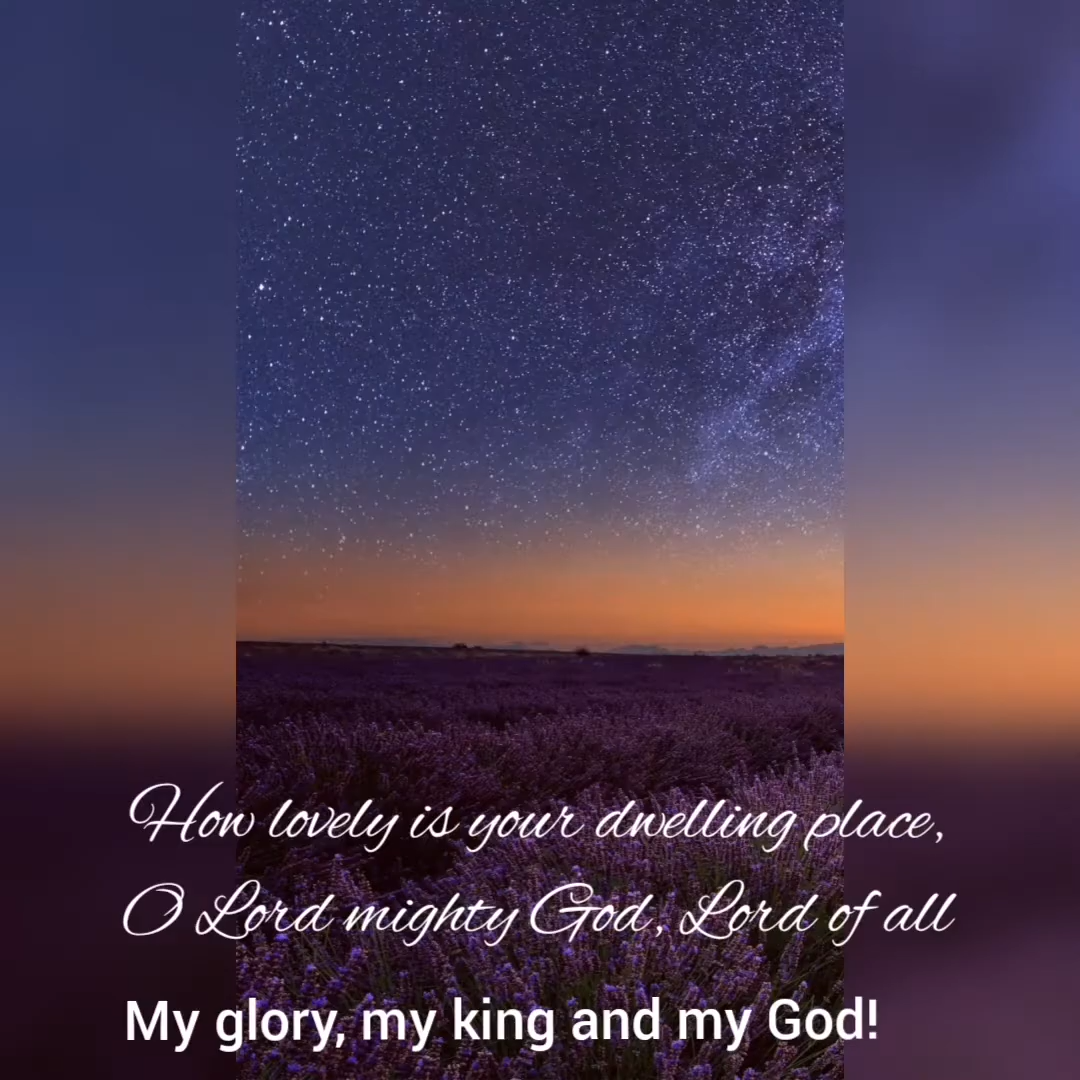 How lovely is your dwelling place,
O Lord mighty God, Lord of all
My glory, my king and my God!